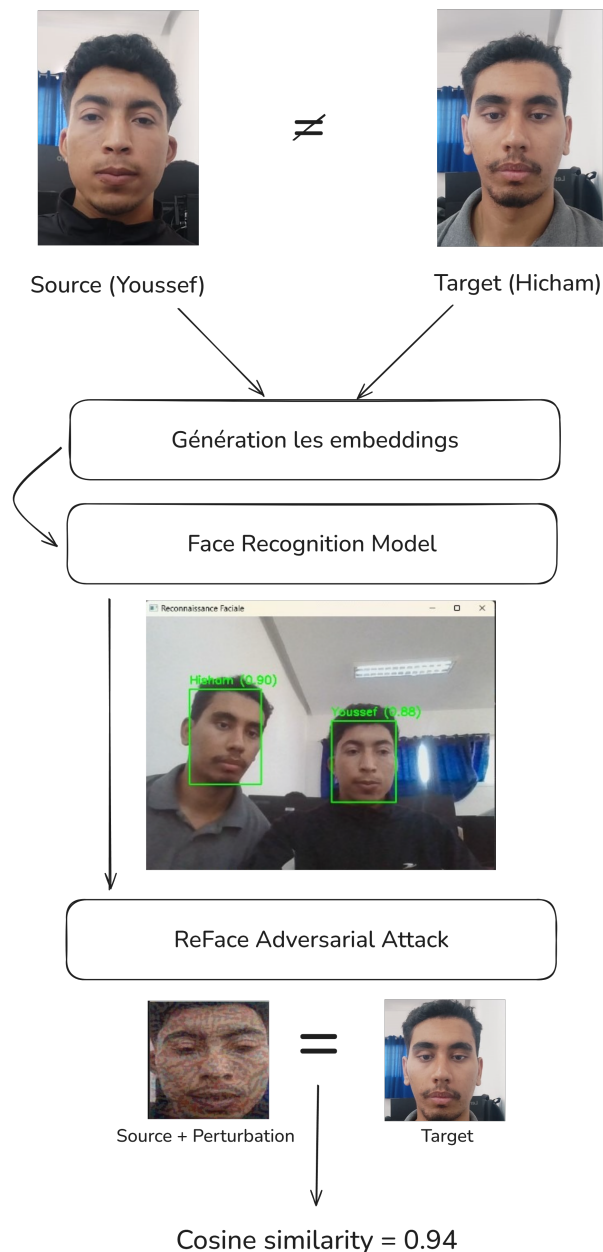 ≠
Source (Youssef)
Target (Hicham)
Génération les embeddings
Face Recognition Model
Reconnaissance Faciale
Hicham (0.90)
Youssef (0.88)
ReFace Adversarial Attack
=
Source + Perturbation
Target
Cosine similarity = 0.94